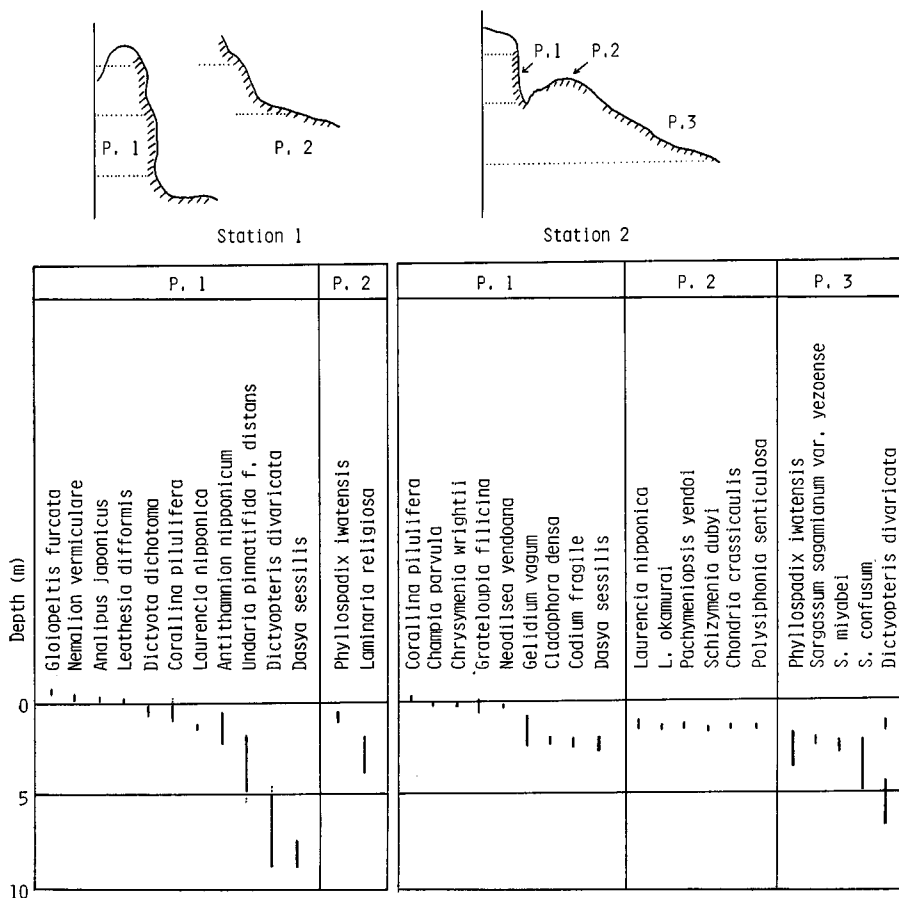 P. 1
P. 2
Station 1
P.1
P.2
P.3
Station 2
P. 1
P. 2
P. 1
P. 2
P. 3
Depth (m)
0
5
10
Gloiopeltis furcata
Nemalion vermiculare
Analipus japonicus
Leathesia difformis
Dictyota dichotoma
Corallina pilulifera
Laurencia nipponica
Antithamnion nipponicum
Undaria pinnatifida f. distans
Dictyopteris divaricata
Dasya sessilis
Phyllospadix iwatensis
Laminaria religiosa
Corallina pilulifera
Champia parvula
Chrysymenia wrightii
Grateloupia filicina
Neodilsea yendoana
Gelidium vagum
Cladophora densa
Codium fragile
Dasya sessilis
Laurencia nipponica
L. okamurai
Pachymeniopsis yendoi
Schizymenia dubyi
Chondria crassicaulis
Polysiphonia senticulosa
Phyllospadix iwatensis
Sargassum sagamianum var. yezoense
S. miyabei
S. confusum
Dictyopteris divaricata